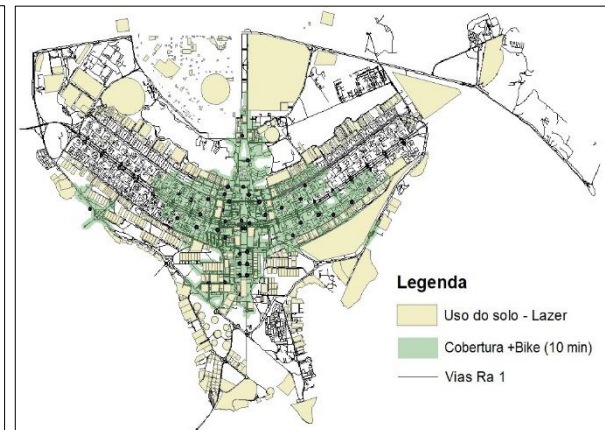 Legenda
Uso do solo - Lazer
Cobertura +Bike (10 min)
Vias Ra 1